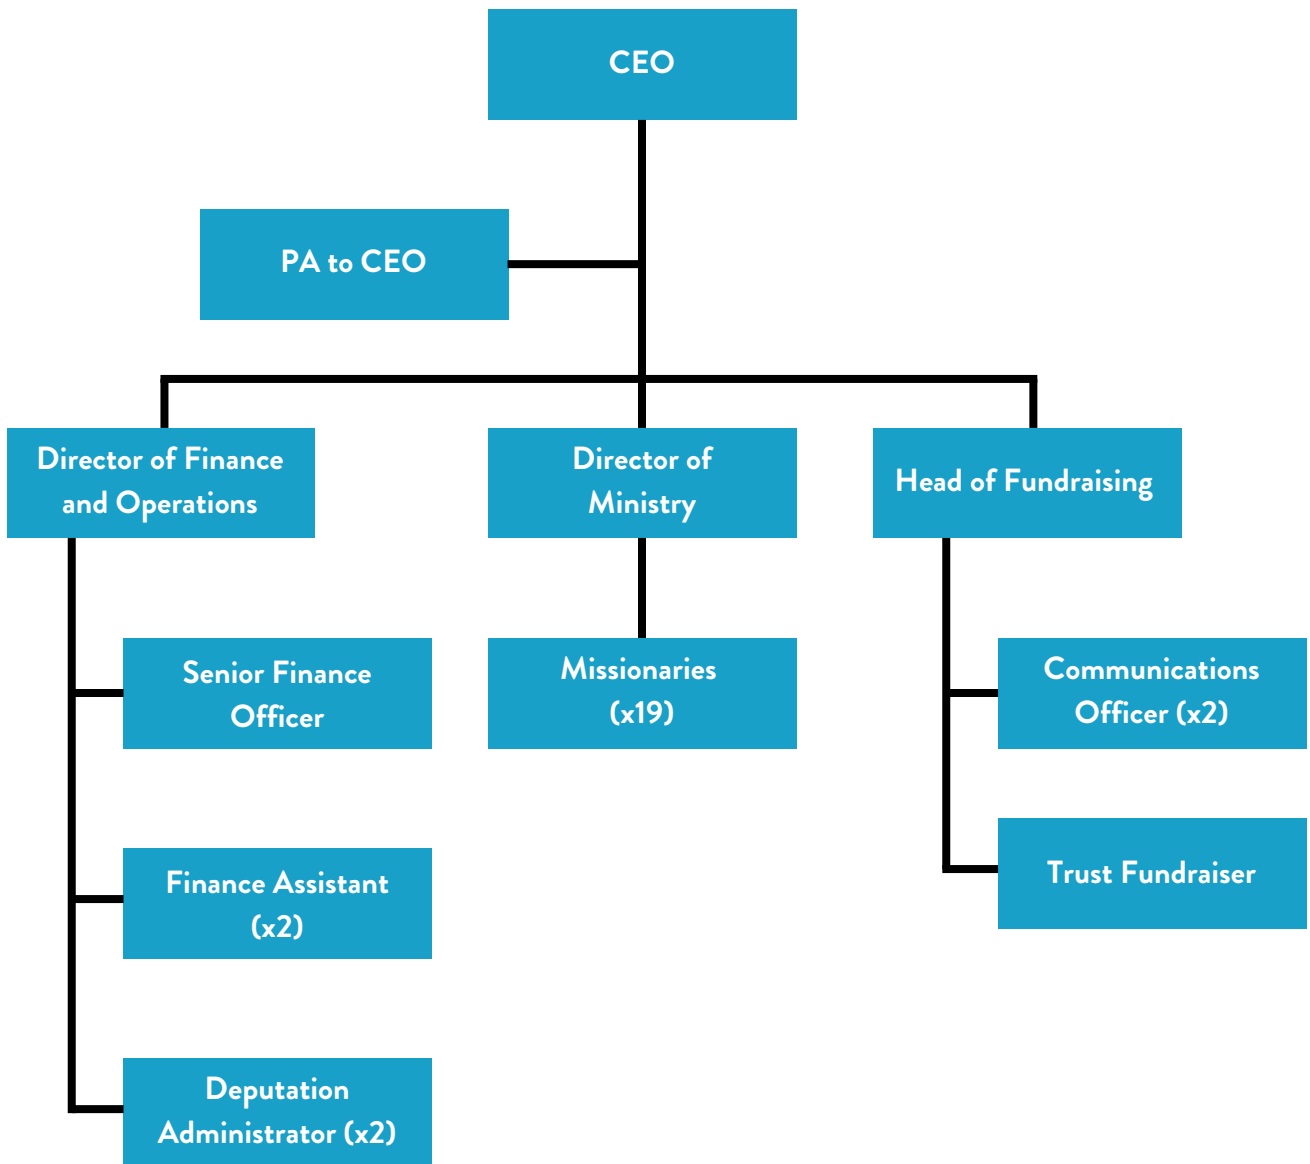 CEO
PA to CEO
Director of Finance
and Operations
Director of
Ministry
Head of Fundraising
Senior Finance
Officer
Missionaries
(x19)
Communications
Officer (x2)
Finance Assistant
(x2)
Trust Fundraiser
Deputation
Administrator (x2)